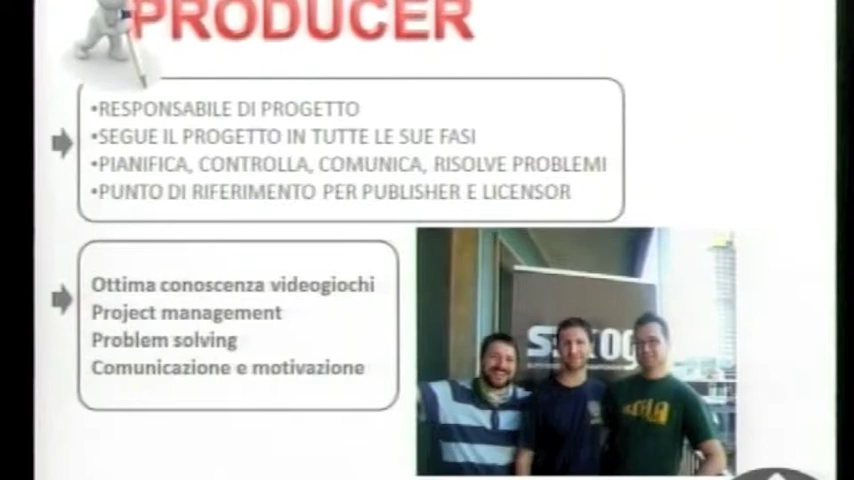 PRODUCER
•RESPONSABILE DI PROGETTO
•SEGUE IL PROGETTO IN TUTTE LE SUE FASI
•PIANIFICA, CONTROLLA, COMUNICA, RISOLVE PROBLEMI
•PUNTO DI RIFERIMENTO PER PUBLISHER E LICENSOR
Ottima conoscenza videogiochi
Project management
Problem solving
Comunicazione e motivazione